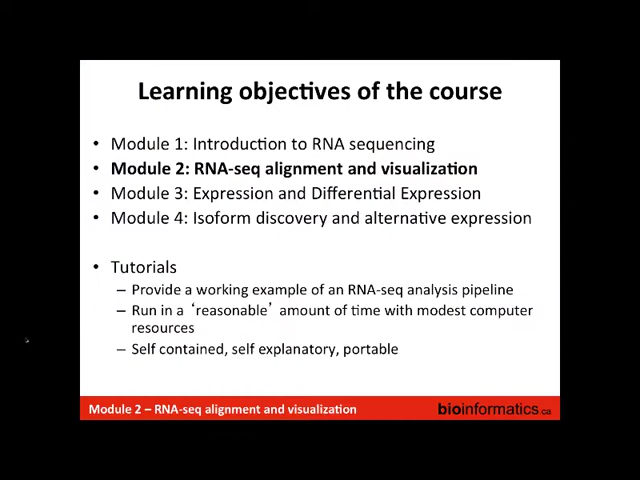 Learning objectives of the course
• Module 1: Introduction to RNA sequencing
• Module 2: RNA-seq alignment and visualization
• Module 3: Expression and Differential Expression
• Module 4: Isoform discovery and alternative expression
• Tutorials
– Provide a working example of an RNA-seq analysis pipeline
– Run in a ‘reasonable’ amount of time with modest computer
resources
– Self contained, self explanatory, portable
Module 2 – RNA-seq alignment and visualization
bioinformatics.ca